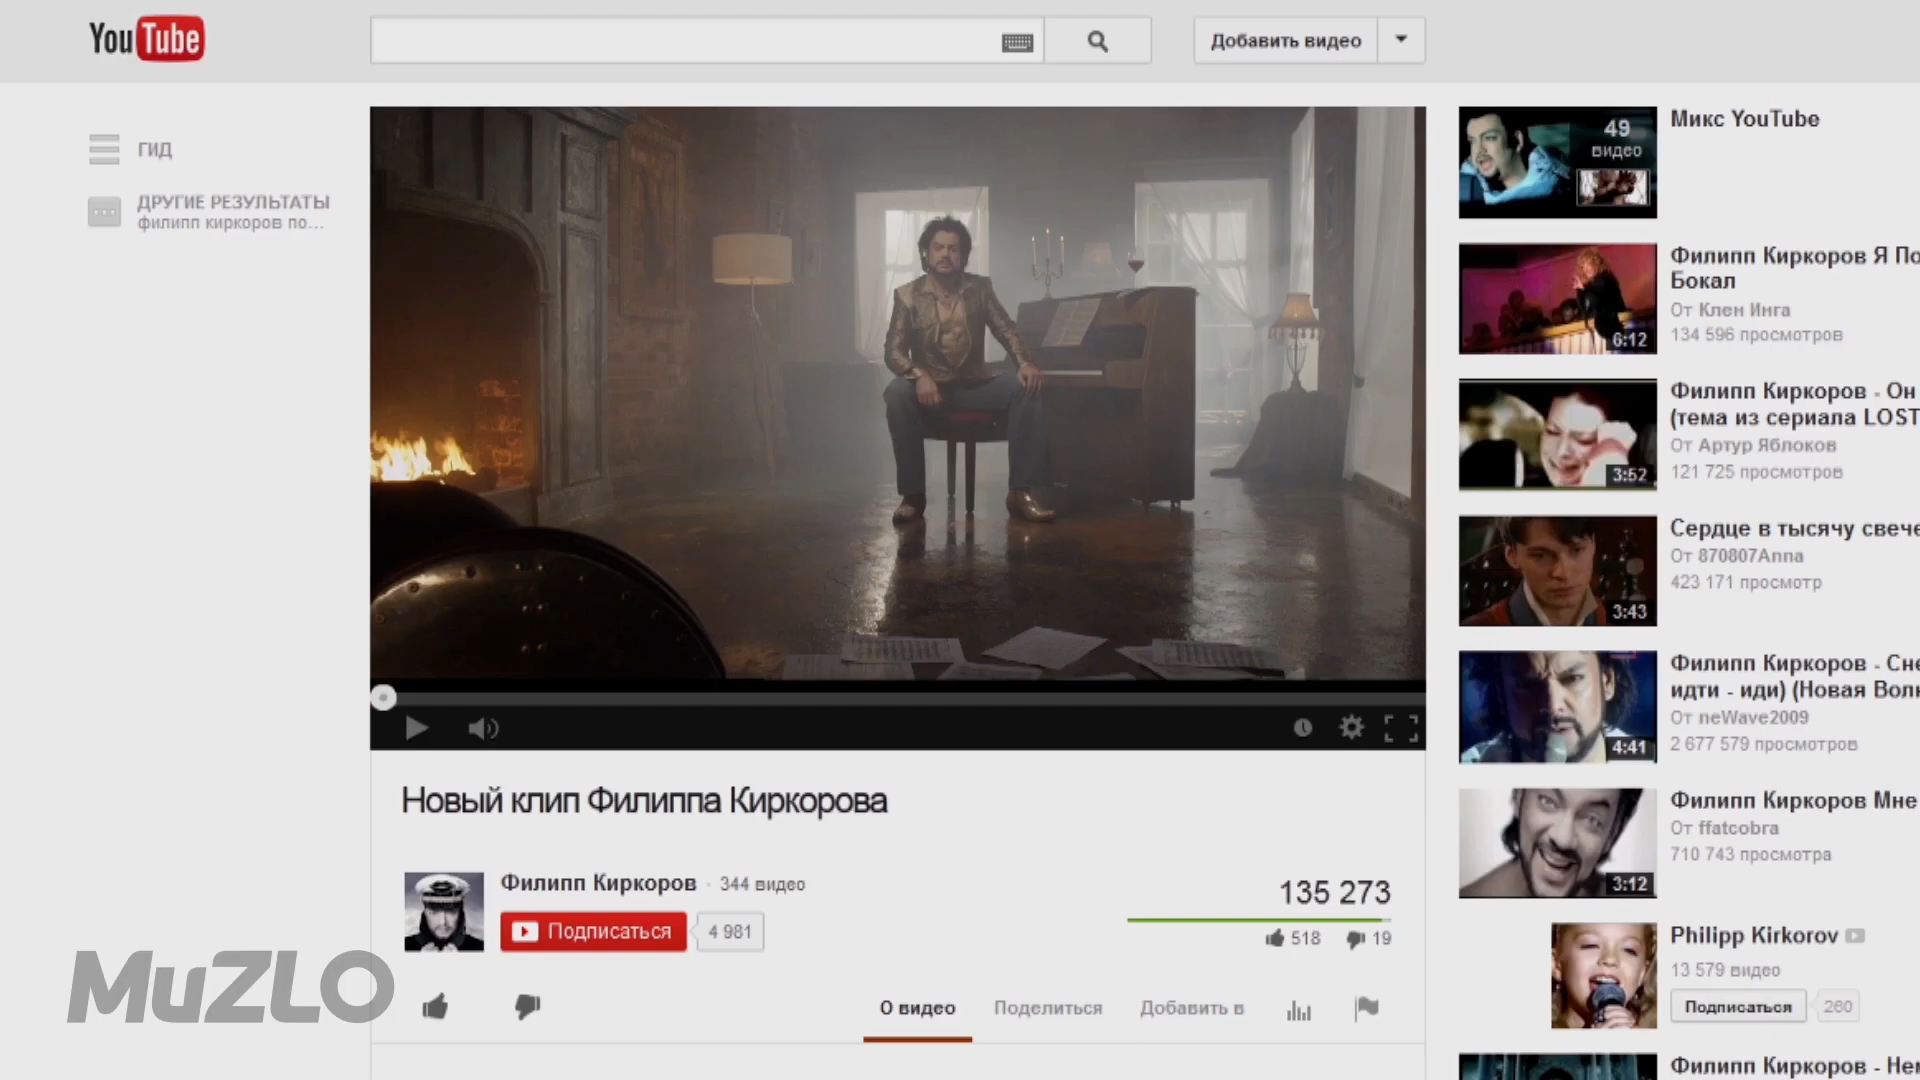 YouTube
Добавить видео
ГИД
ДРУГИЕ РЕЗУЛЬТАТЫ
филипп киркоров по...
Новый клип Филиппа Киркорова
Филипп Киркоров · 344 видео
Подписаться
4 981
135 273
518
19
О видео
Поделиться
Добавить в
MuZLO
49
видео
Микс YouTube
6:12
Филипп Киркоров Я По
Бокал
От Клен Инга
134 596 просмотров
3:52
Филипп Киркоров - Он
(тема из сериала LOST
От Артур Яблоков
121 725 просмотров
3:43
Сердце в тысячу свече
От 870807Anna
423 171 просмотр
4:41
Филипп Киркоров - Сне
идти - иди) (Новая Вол
От neWave2009
2 677 579 просмотров
3:12
Филипп Киркоров Мне
От ffatcobra
710 743 просмотра
Philipp Kirkorov
13 579 видео
Подписаться
260
Филипп Киркоров - Нем